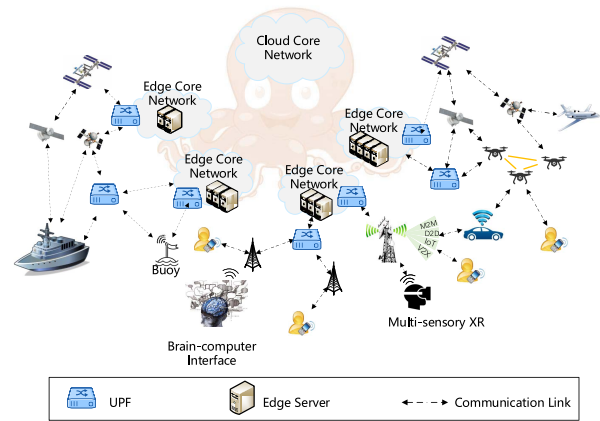 Cloud Core
Network
Edge Core
Network
Edge Core
Network
Edge Core
Network
Edge Core
Network
M2M
D2D
IoT
V2X
Buoy
Multi-sensory XR
Brain-computer
Interface
UPF
Edge Server
Communication Link